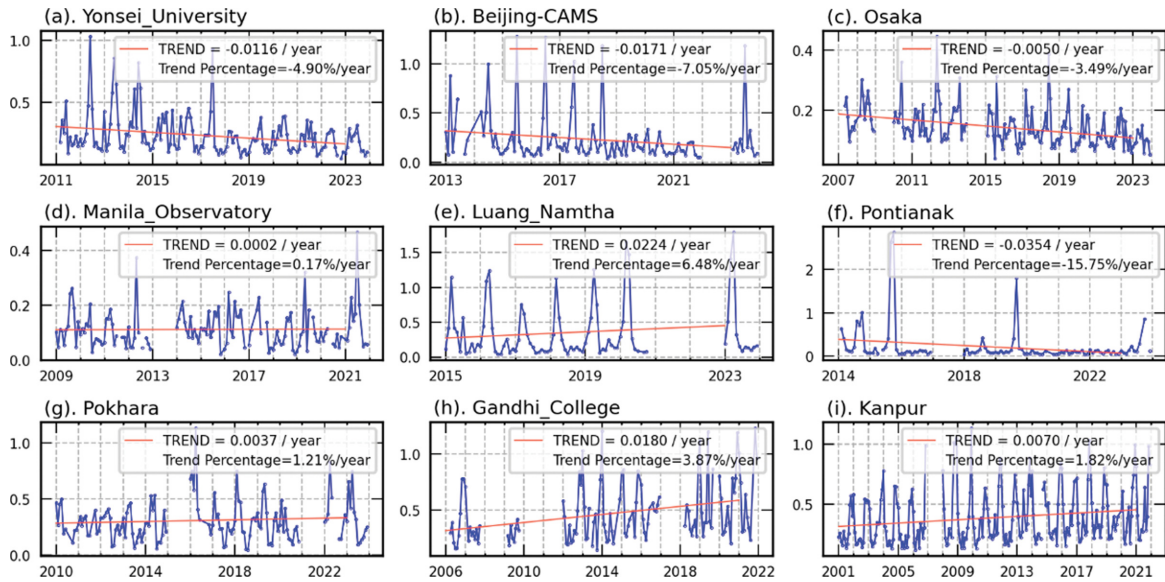 (a). Yonsei_University
TREND = -0.0116 / year
Trend Percentage=-4.90%/year
1.0
0.5
2011 2015 2019 2023
(b). Beijing-CAMS
TREND = -0.0171 / year
Trend Percentage=-7.05%/year
1.0
0.5
0.0
2013 2017 2021
(c). Osaka
TREND = -0.0050 / year
Trend Percentage=-3.49%/year
0.4
0.2
2007 2011 2015 2019 2023
(d). Manila_Observatory
TREND = 0.0002 / year
Trend Percentage=0.17%/year
0.4
0.2
0.0
2009 2013 2017 2021
(e). Luang_Namtha
TREND = 0.0224 / year
Trend Percentage=6.48%/year
1.5
1.0
0.5
0.0
2015 2019 2023
(f). Pontianak
TREND = -0.0354 / year
Trend Percentage=-15.75%/year
2
1
0
2014 2018 2022
(g). Pokhara
TREND = 0.0037 / year
Trend Percentage=1.21%/year
1.0
0.5
0.0
2010 2014 2018 2022
(h). Gandhi_College
TREND = 0.0180 / year
Trend Percentage=3.87%/year
1.0
0.5
2006 2010 2014 2018 2022
(i). Kanpur
TREND = 0.0070 / year
Trend Percentage=1.82%/year
1.0
0.5
2001 2005 2009 2013 2017 2021